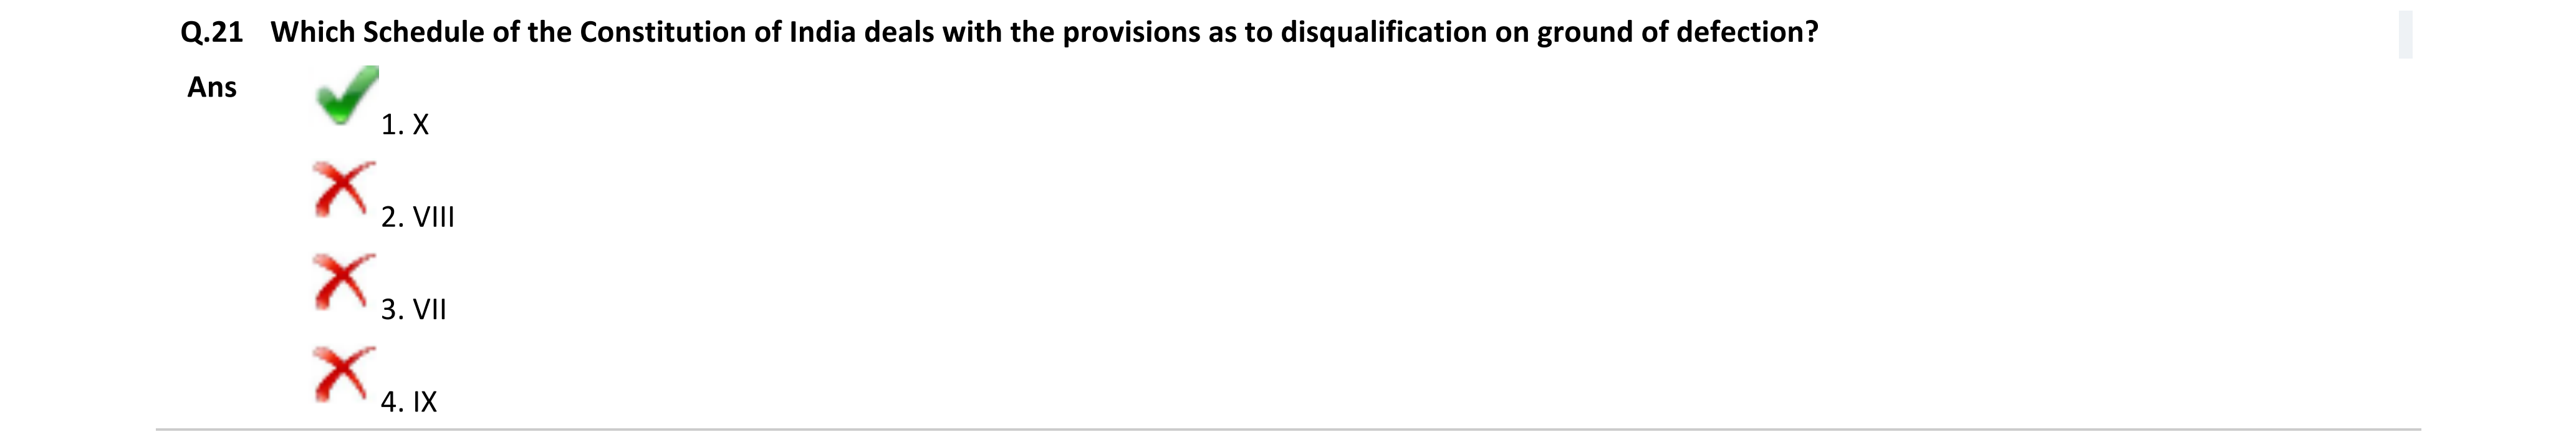 Q.21 Which Schedule of the Constitution of India deals with the provisions as to disqualification on ground of defection?
Ans
1. X
2. VIII
3. VII
4. IX